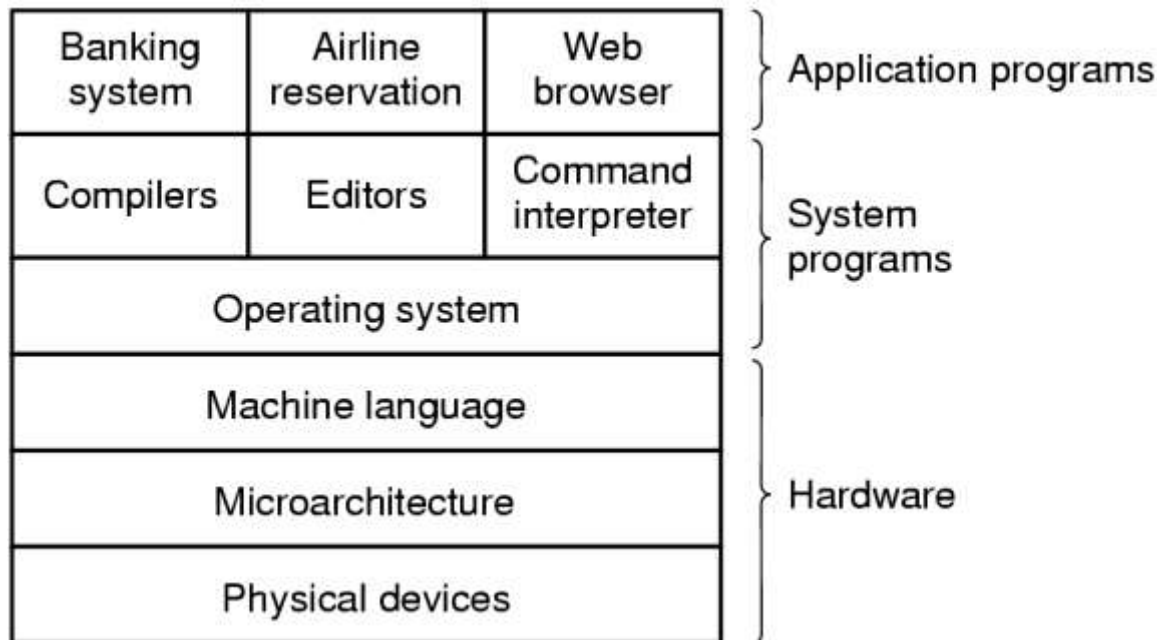 Banking
system
Airline
reservation
Web
browser
Application programs
Compilers
Editors
Command
interpreter
System
programs
Operating system
Machine language
Microarchitecture
Hardware
Physical devices